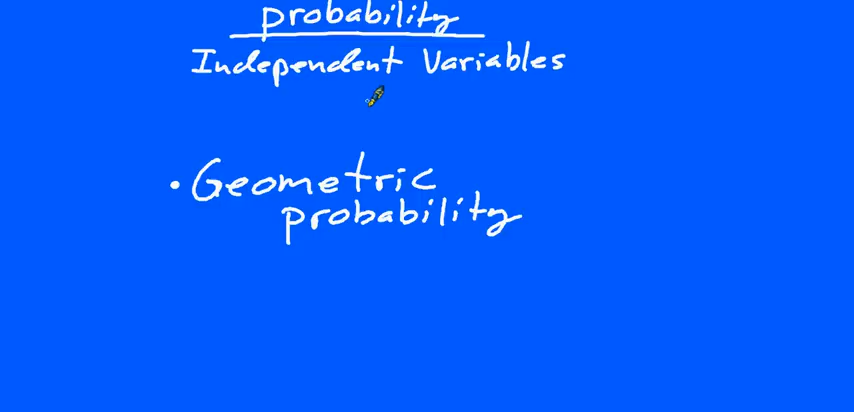 probability
Independent Variables
• Geometric
probability